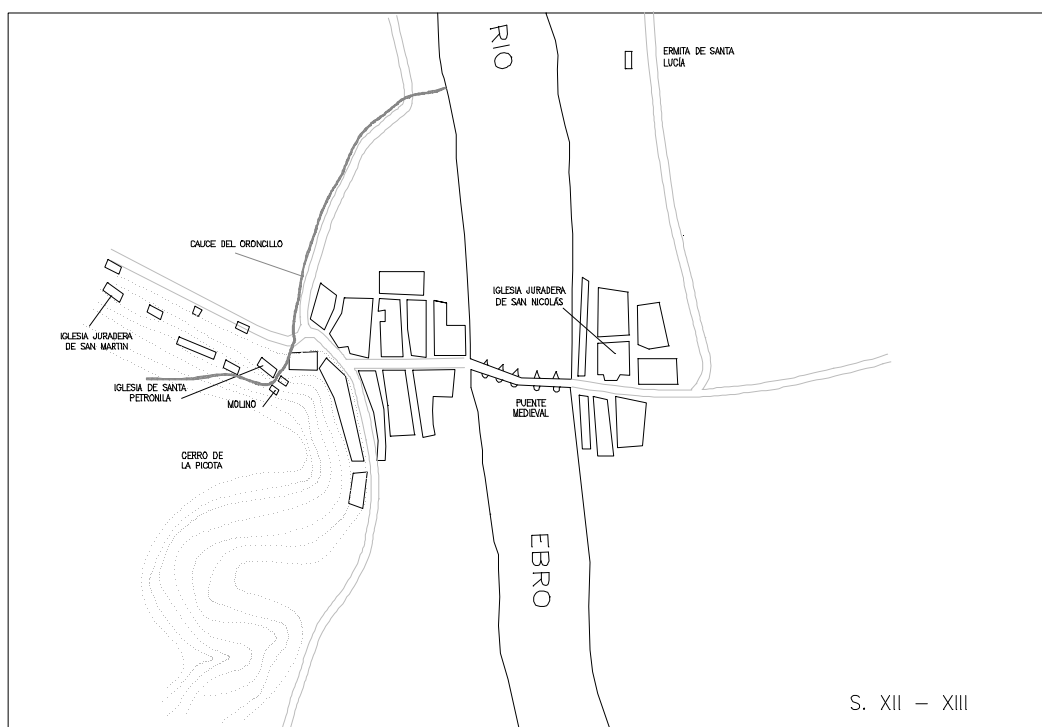 RIO
ERMITA DE SANTA
LUCÍA
CAUCE DEL ORONCILLO
IGLESIA JURADERA
DE SAN NICOLÁS
IGLESIA JURADERA
DE SAN MARTIN
IGLESIA DE SANTA
PETRONILA
MOLINO
PUENTE
MEDIEVAL
CERRO DE
LA PICOTA
EBRO
S. XII - XIII